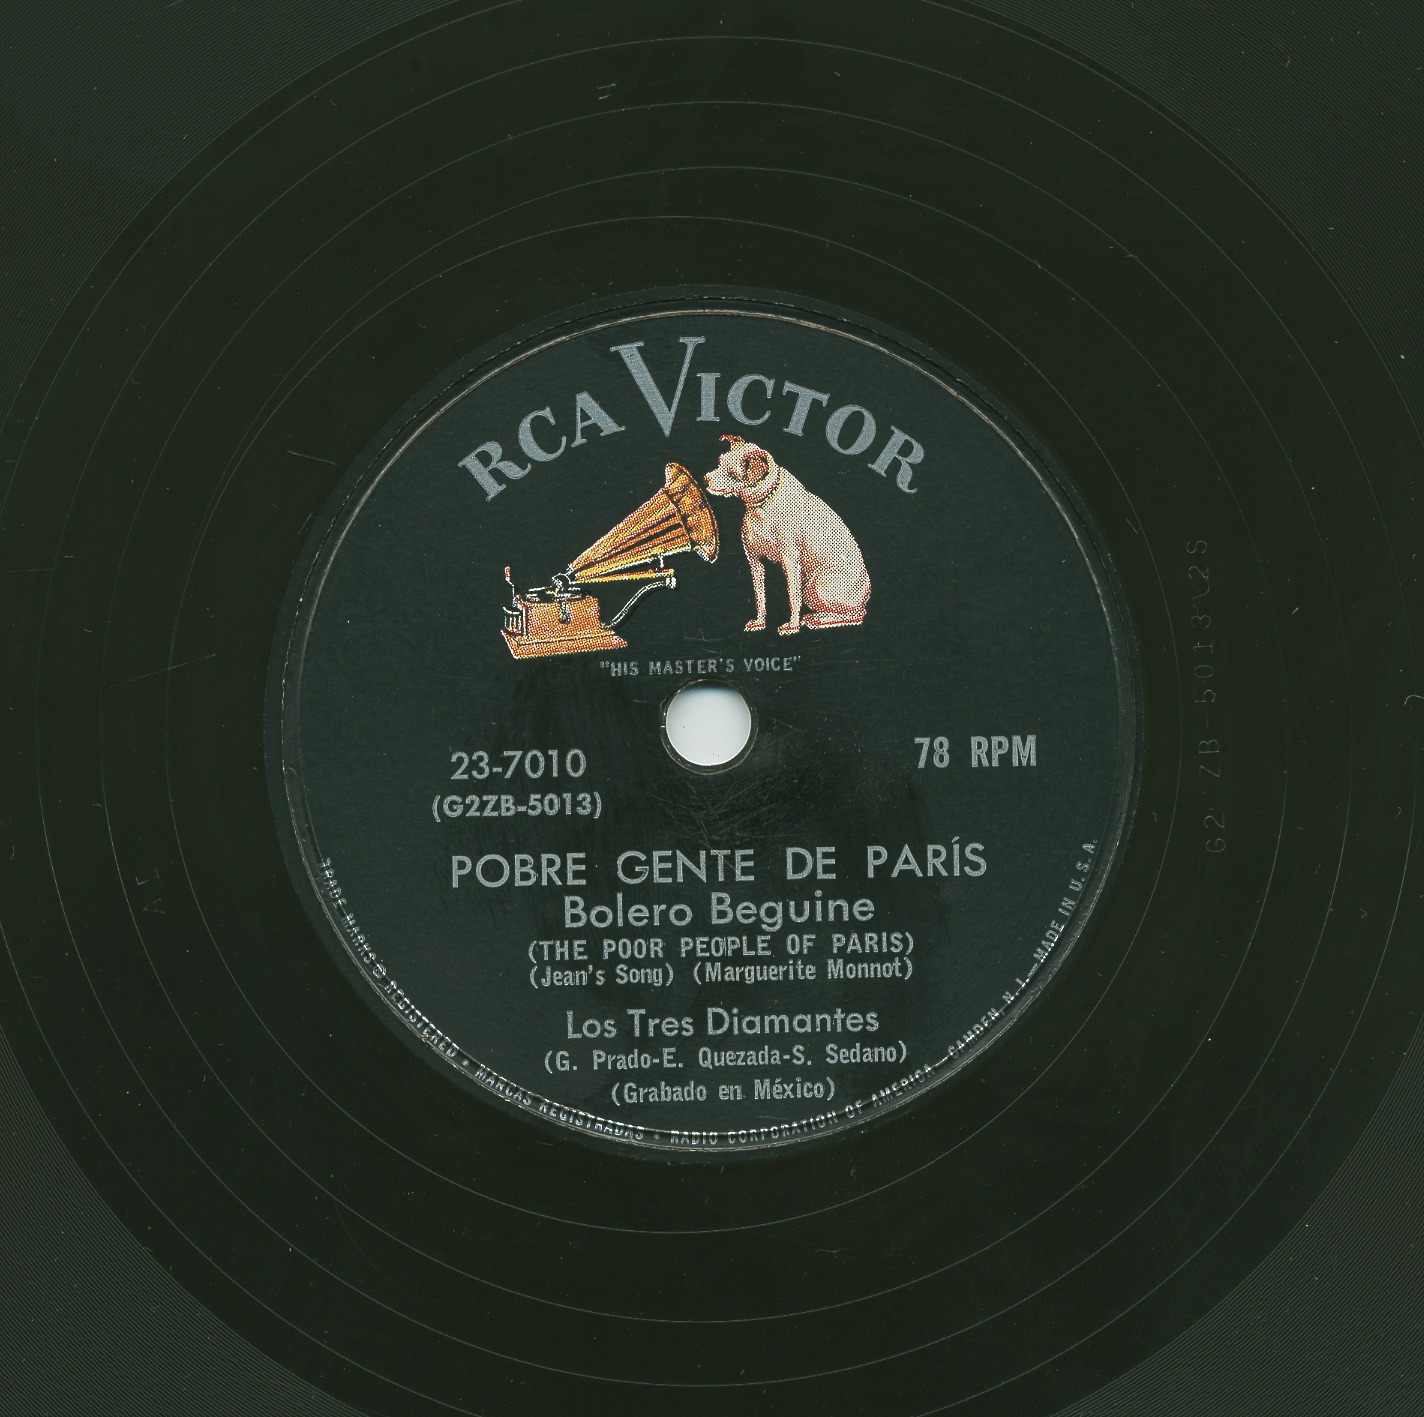 RCA VICTOR
"HIS MASTER'S VOICE"
23-7010
78 RPM
(G2ZB-5013)
POBRE GENTE DE PARÍS
Bolero Beguine
(THE POOR PEOPLE OF PARIS)
(Jean's Song) (Marguerite Monnot)
Los Tres Diamantes
(G. Prado-E. Quezada-S. Sedano)
(Grabado en México)
TRADE MARKS ® REGISTERED • MARCAS REGISTRADAS • RADIO CORPORATION OF AMERICA—CAMDEN, N. J.—MADE IN U. S. A.
G2 ZB-5013